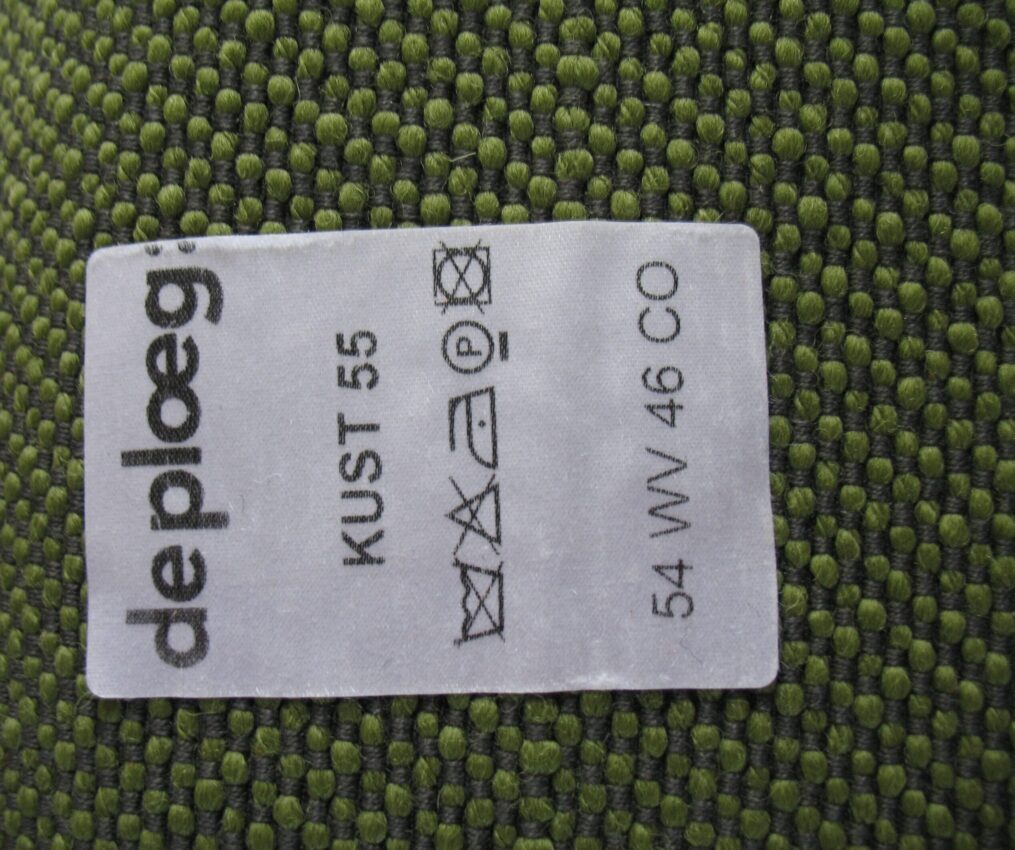 de ploeg:
KUST 55
P
54 WV 46 CO